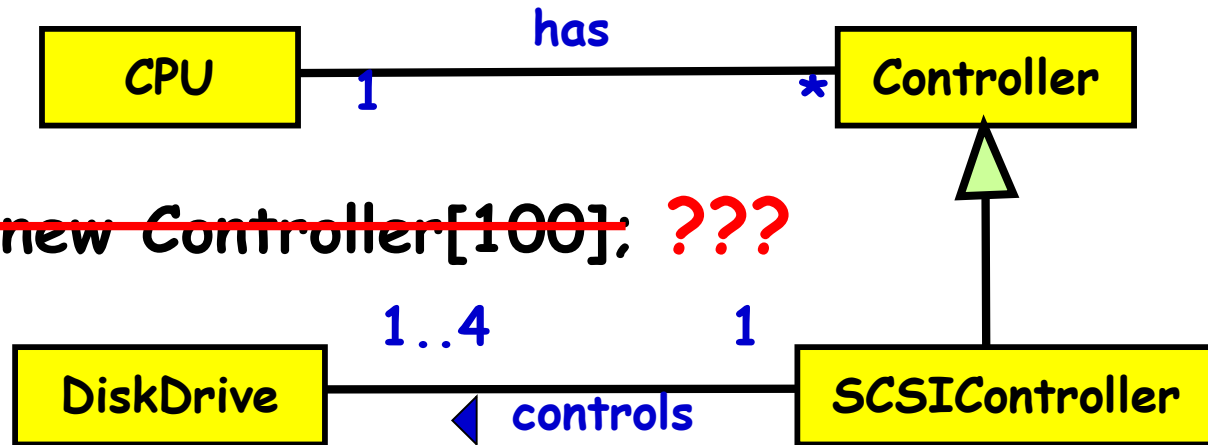 has
CPU
1
*
Controller
new Controller[100]; ???
1..4
1
DiskDrive
controls
SCSIController